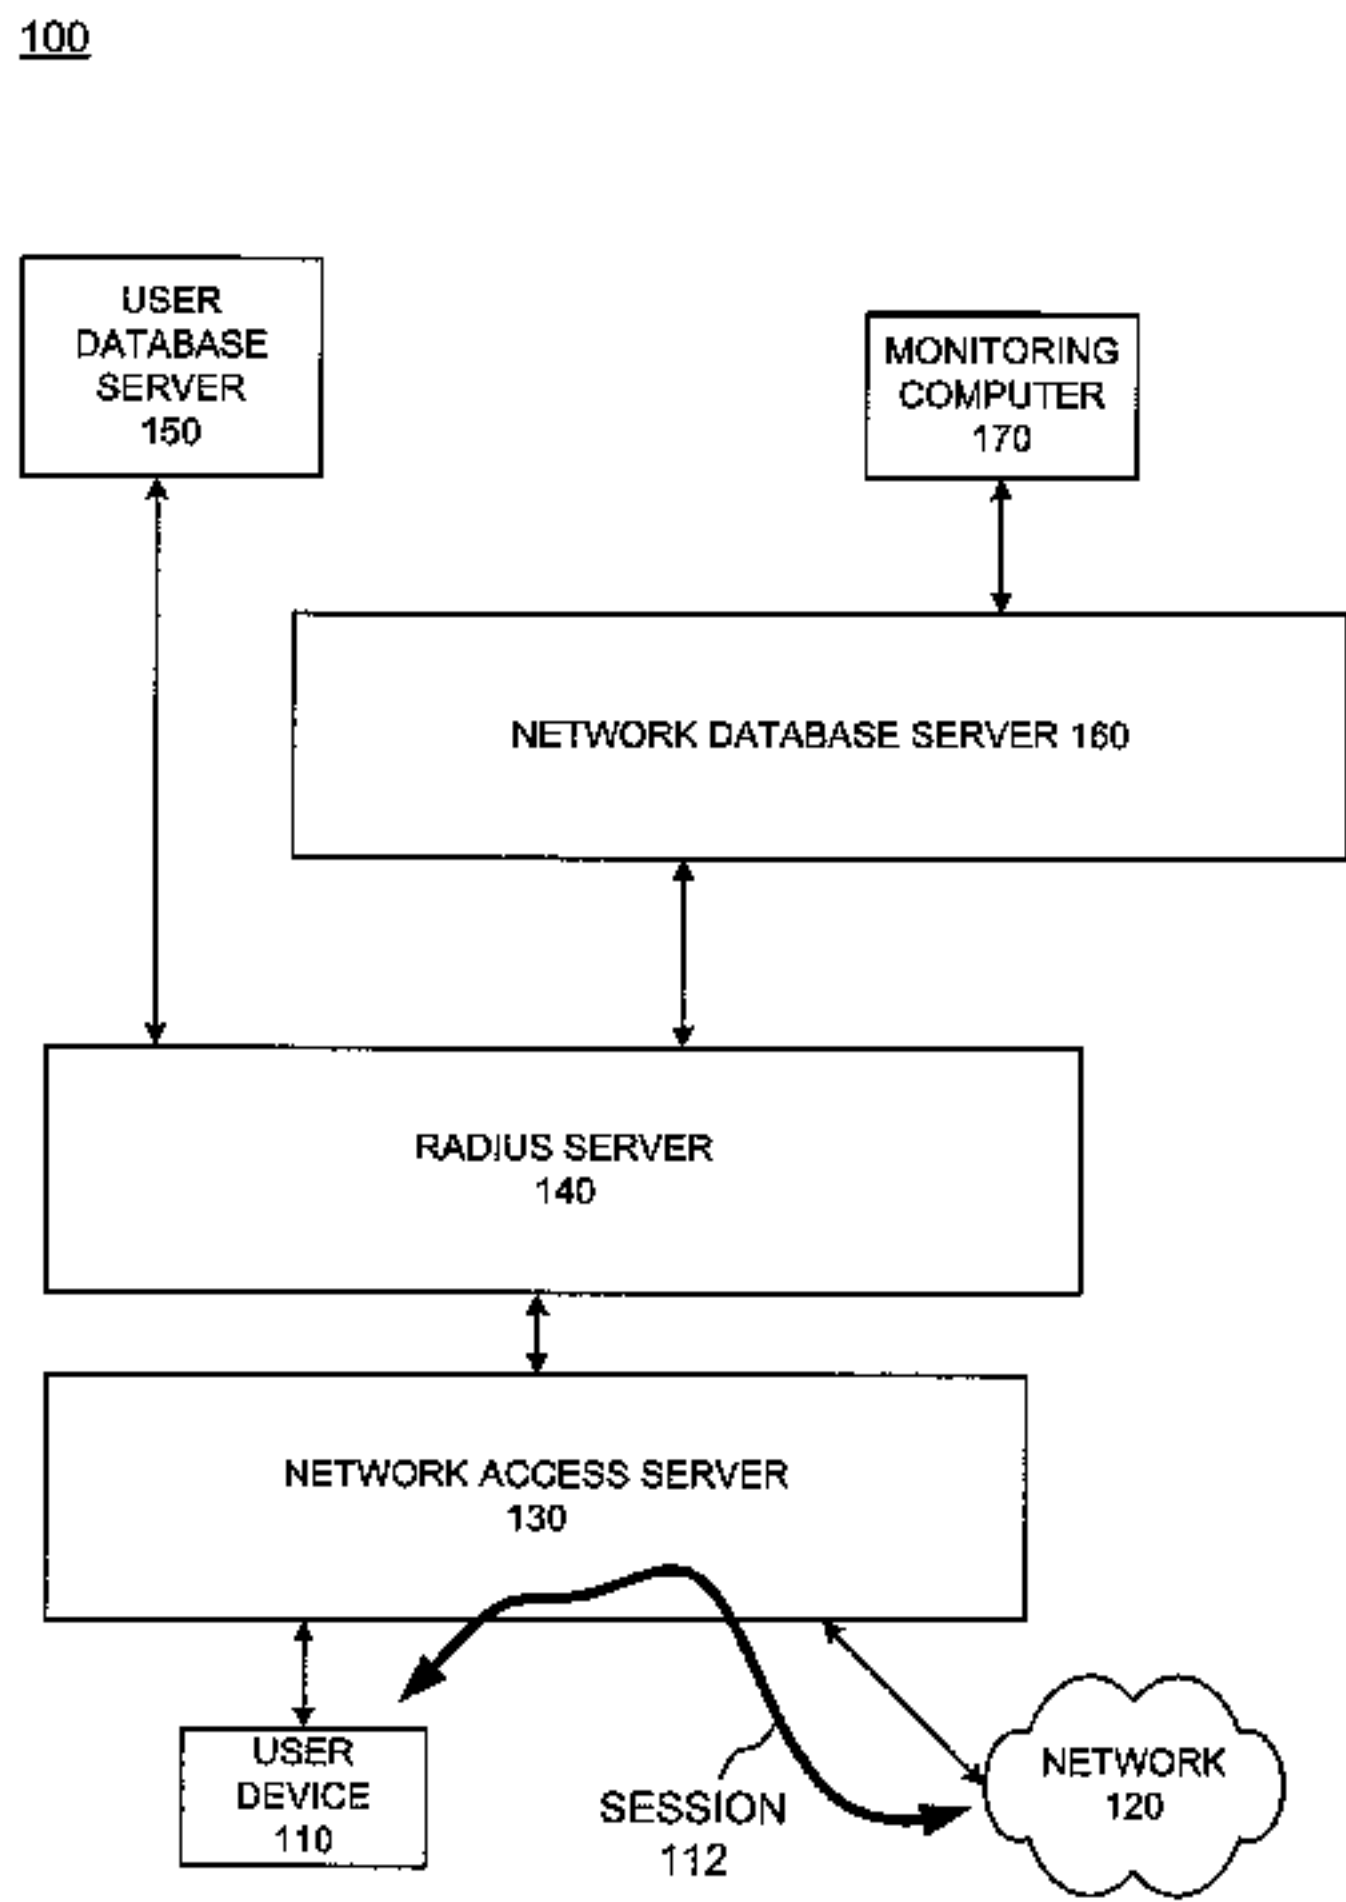 100
USER
DATABASE
SERVER
150
MONITORING
COMPUTER
170
NETWORK DATABASE SERVER 160
RADIUS SERVER
140
NETWORK ACCESS SERVER
130
USER
DEVICE
110
SESSION
112
NETWORK
120